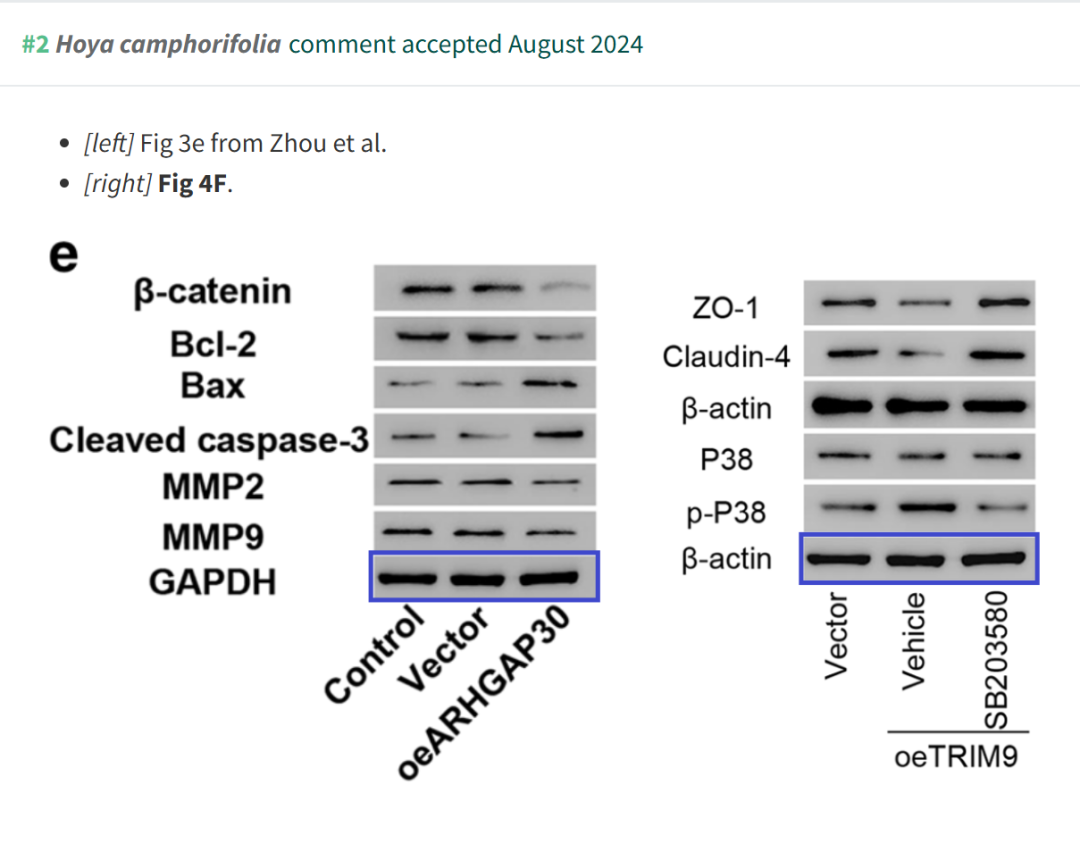 #2 Hoya camphorifolia comment accepted August 2024
• [left] Fig 3e from Zhou et al.
• [right] Fig 4F.
e
β-catenin
Bcl-2
Bax
Cleaved caspase-3
MMP2
MMP9
GAPDH
Control
Vector
oeARHGAP30
ZO-1
Claudin-4
β-actin
P38
p-P38
β-actin
Vector
Vehicle
SB203580
oeTRIM9